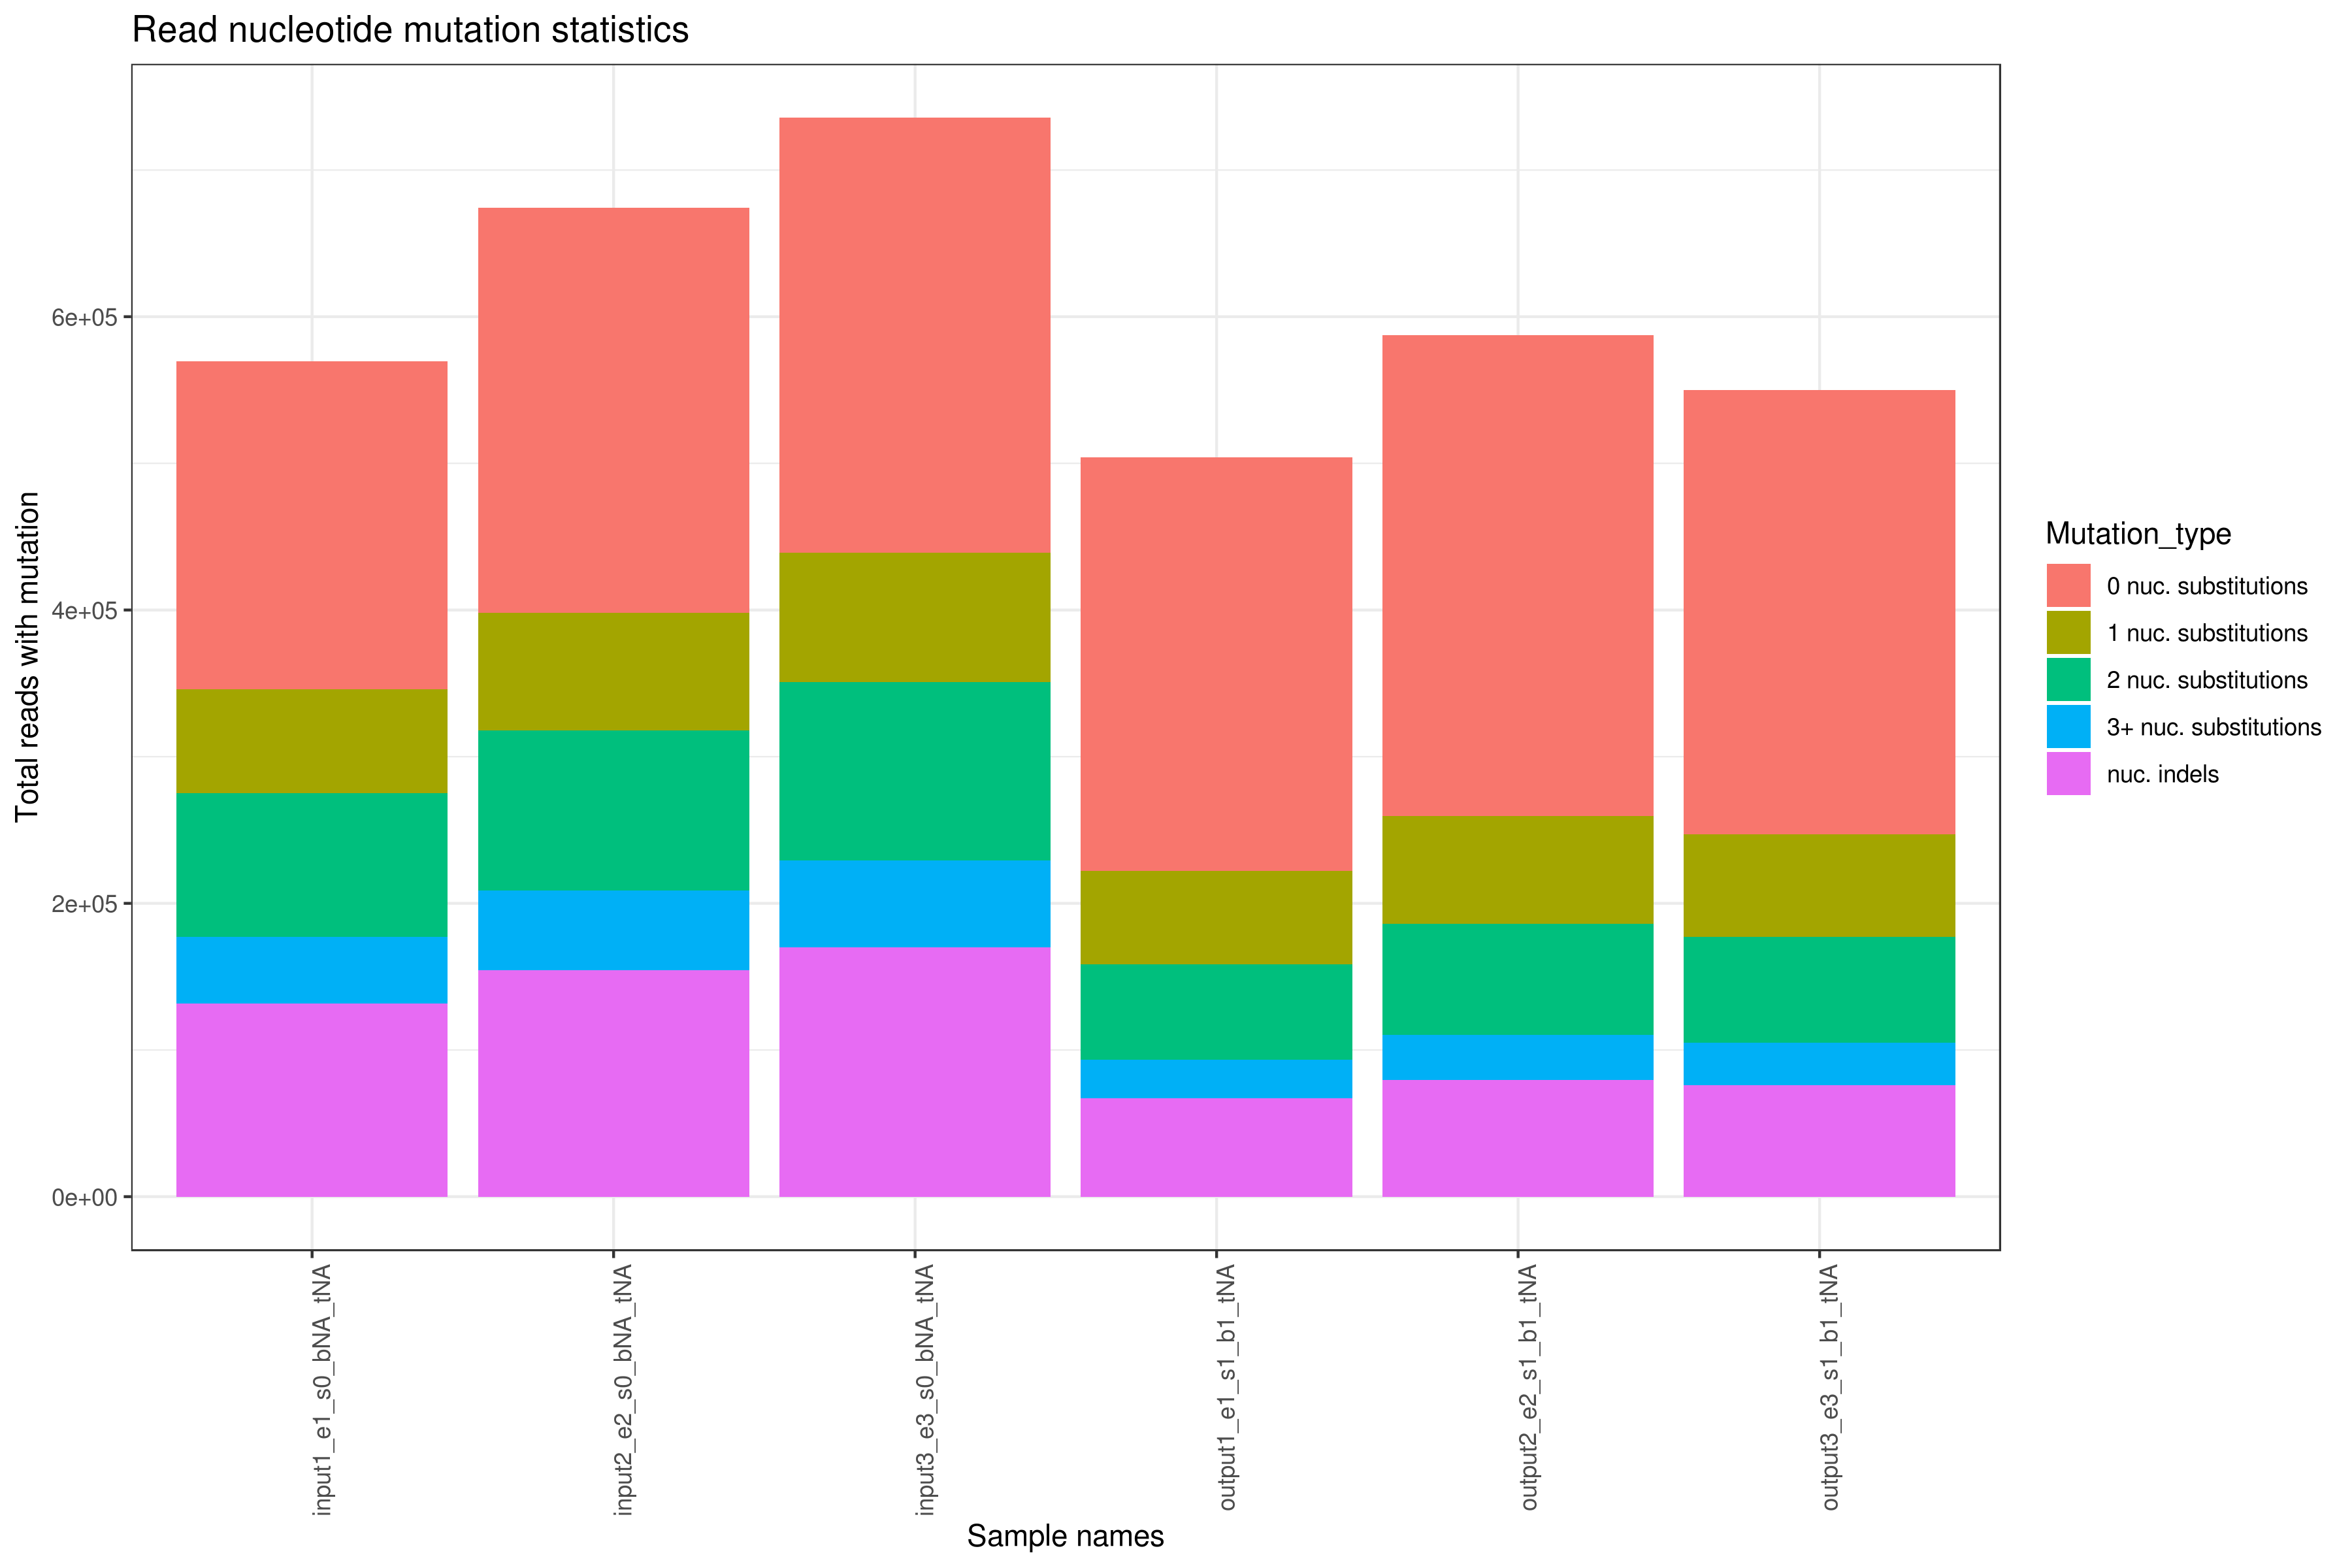 Read nucleotide mutation statistics
Total reads with mutation
6e+05
4e+05
2e+05
0e+00
input1_e1_s0_bNA_tNA
input2_e2_s0_bNA_tNA
input3_e3_s0_bNA_tNA
output1_e1_s1_b1_tNA
output2_e2_s1_b1_tNA
output3_e3_s1_b1_tNA
Sample names
Mutation_type
0 nuc. substitutions
1 nuc. substitutions
2 nuc. substitutions
3+ nuc. substitutions
nuc. indels